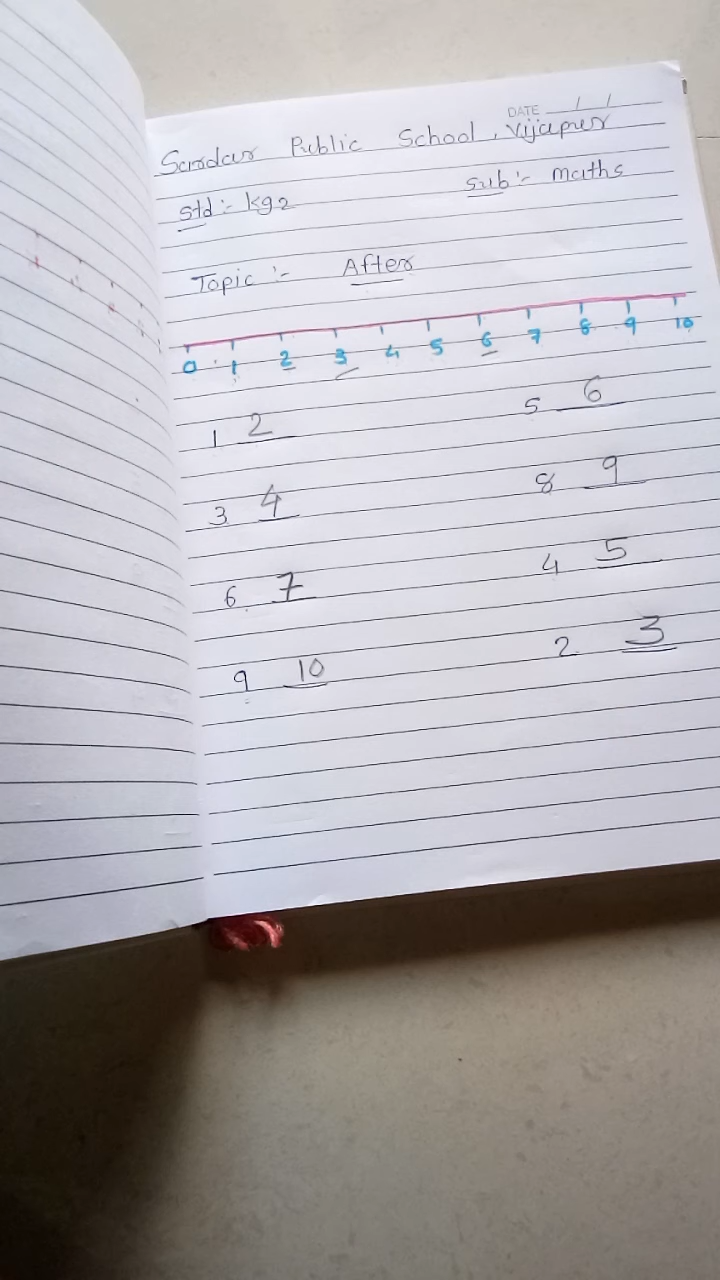 DATE / /
Sardar Public School, Vijapur
Std :- kg2 Sub :- maths
Topic :- After
0 1 2 3 4 5 6 7 8 9 10
1 2 5 6
3 4 8 9
6 7 4 5
9 10 2 3